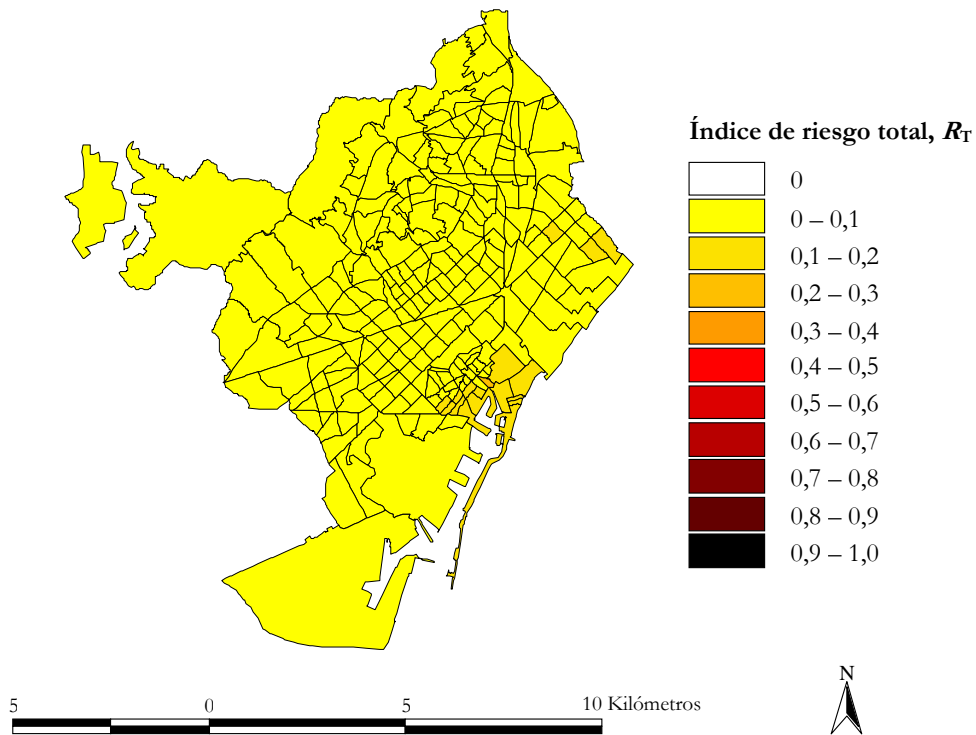 Índice de riesgo total, RT
0
0 – 0,1
0,1 – 0,2
0,2 – 0,3
0,3 – 0,4
0,4 – 0,5
0,5 – 0,6
0,6 – 0,7
0,7 – 0,8
0,8 – 0,9
0,9 – 1,0
N
5 0 5 10 Kilómetros